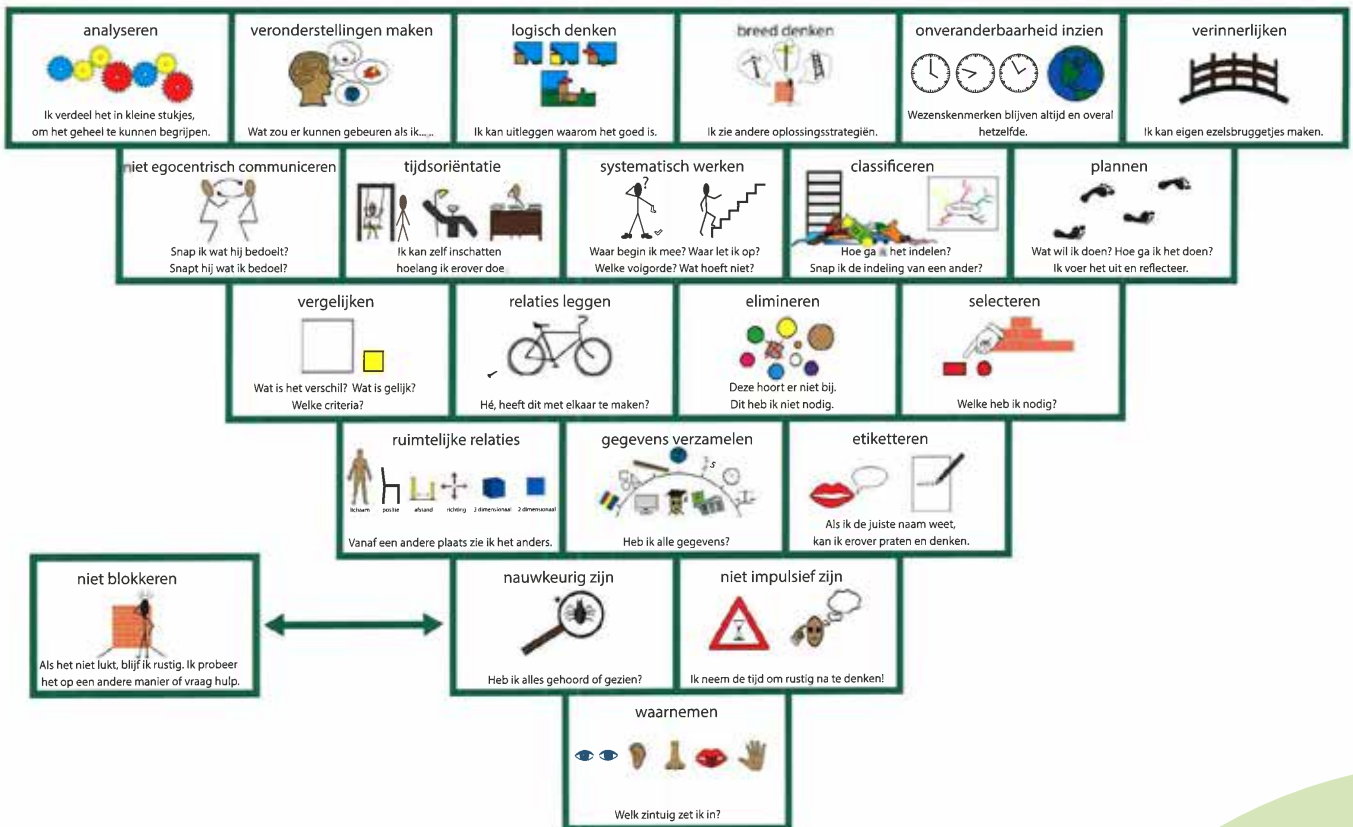 analyseren
Ik verdeel het in kleine stukjes,
om het geheel te kunnen begrijpen.
veronderstellingen maken
Wat zou er kunnen gebeuren als ik......
logisch denken
Ik kan uitleggen waarom het goed is.
breed denken
Ik zie andere oplossingsstrategiën.
onveranderbaarheid inzien
Wezenskenmerken blijven altijd en overal
hetzelfde.
verinnerlijken
Ik kan eigen ezelsbruggetjes maken.
niet egocentrisch communiceren
Snap ik wat hij bedoelt?
Snapt hij wat ik bedoel?
tijdsoriëntatie
Ik kan zelf inschatten
hoelang ik erover doe.
systematisch werken
?
Waar begin ik mee? Waar let ik op?
Welke volgorde? Wat hoeft niet?
classificeren
Hoe ga ik het indelen?
Snap ik de indeling van een ander?
plannen
Wat wil ik doen? Hoe ga ik het doen?
Ik voer het uit en reflecteer.
vergelijken
Wat is het verschil? Wat is gelijk?
Welke criteria?
relaties leggen
Hé, heeft dit met elkaar te maken?
elimineren
Deze hoort er niet bij.
Dit heb ik niet nodig.
selecteren
Welke heb ik nodig?
ruimtelijke relaties
lichaam positie afstand richting 3 dimensionaal 2 dimensionaal
Vanaf een andere plaats zie ik het anders.
gegevens verzamelen
Heb ik alle gegevens?
etiketteren
Als ik de juiste naam weet,
kan ik erover praten en denken.
niet blokkeren
Als het niet lukt, blijf ik rustig. Ik probeer
het op een andere manier of vraag hulp.
nauwkeurig zijn
Heb ik alles gehoord of gezien?
niet impulsief zijn
Ik neem de tijd om rustig na te denken!
waarnemen
Welk zintuig zet ik in?